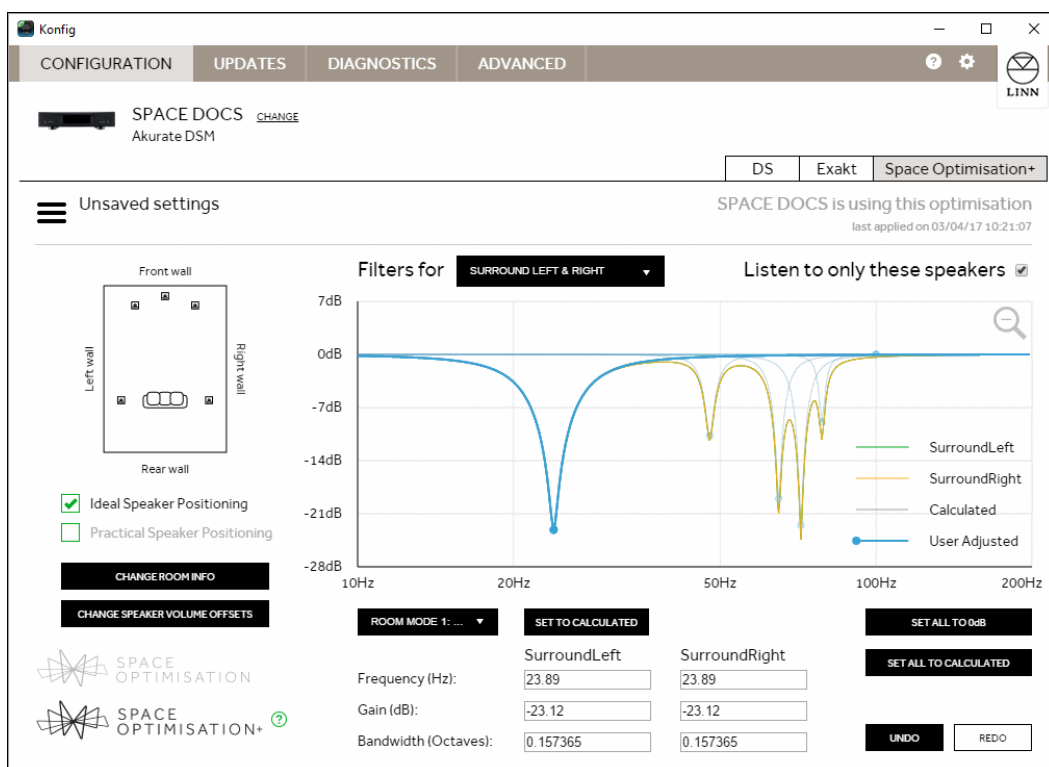 Konfig
CONFIGURATION UPDATES DIAGNOSTICS ADVANCED
?
LINN
SPACE DOCS CHANGE
Akurate DSM
DS Exakt Space Optimisation+
Unsaved settings
SPACE DOCS is using this optimisation
last applied on 03/04/17 10:21:07
Front wall
Left wall
Right wall
Rear wall
Ideal Speaker Positioning
Practical Speaker Positioning
CHANGE ROOM INFO
CHANGE SPEAKER VOLUME OFFSETS
SPACE
OPTIMISATION
SPACE
OPTIMISATION+ ?
Filters for SURROUND LEFT & RIGHT
Listen to only these speakers
7dB
0dB
-7dB
-14dB
-21dB
-28dB
10Hz 20Hz 50Hz 100Hz 200Hz
SurroundLeft
SurroundRight
Calculated
User Adjusted
ROOM MODE 1: ... SET TO CALCULATED
SET ALL TO 0dB
SurroundLeft SurroundRight
SET ALL TO CALCULATED
Frequency (Hz): 23.89 23.89
Gain (dB): -23.12 -23.12
Bandwidth (Octaves): 0.157365 0.157365
UNDO REDO